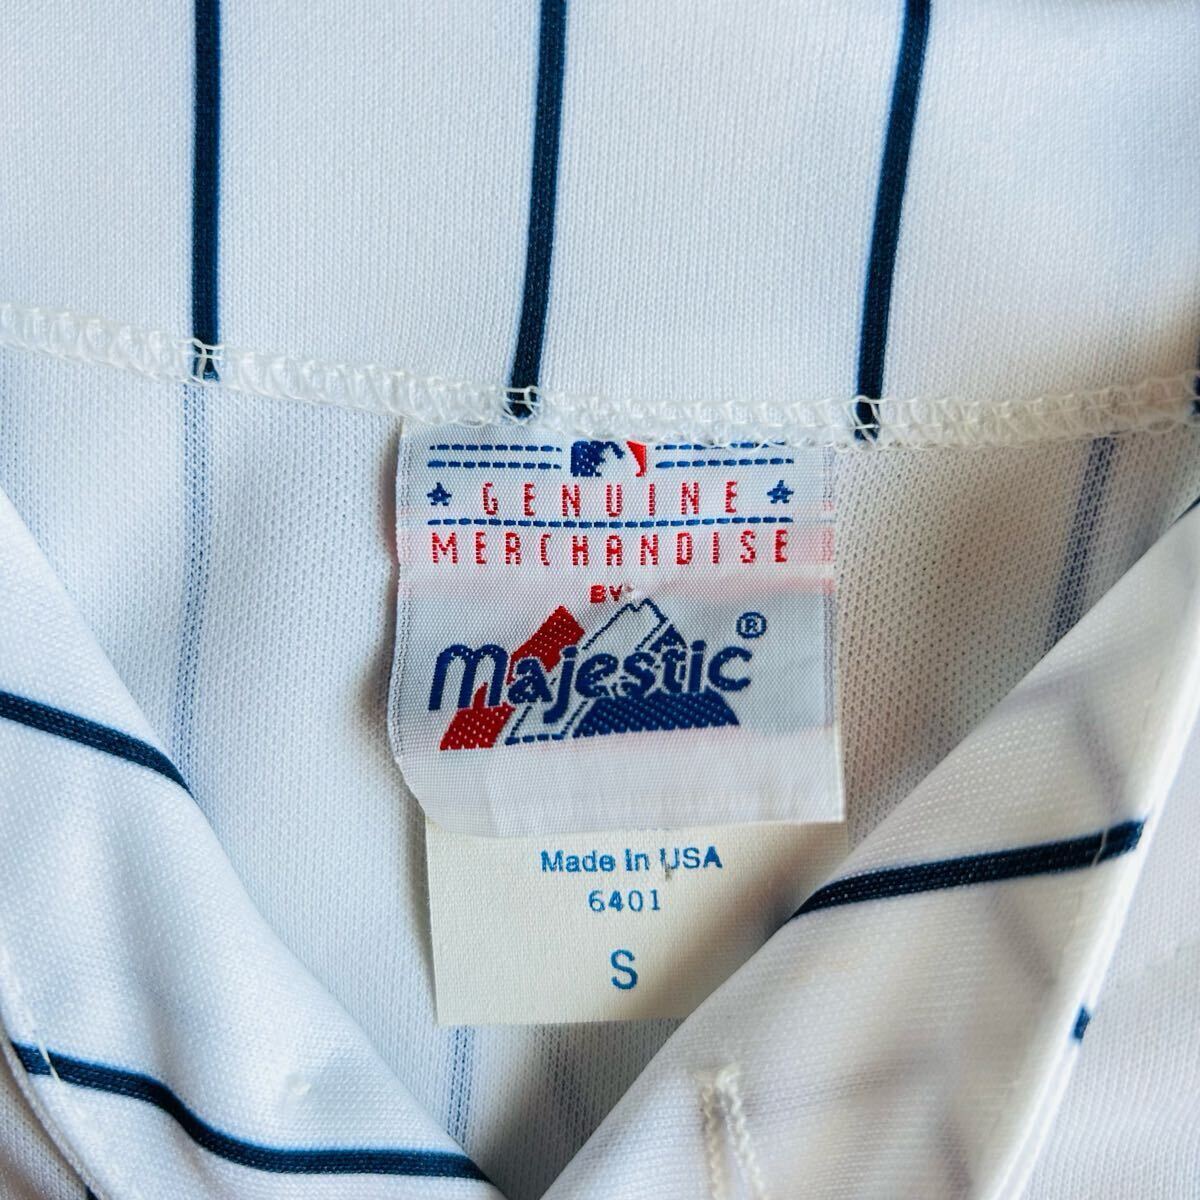 GENUINE
MERCHANDISE
BY
Majestic®
Made In USA
6401
S